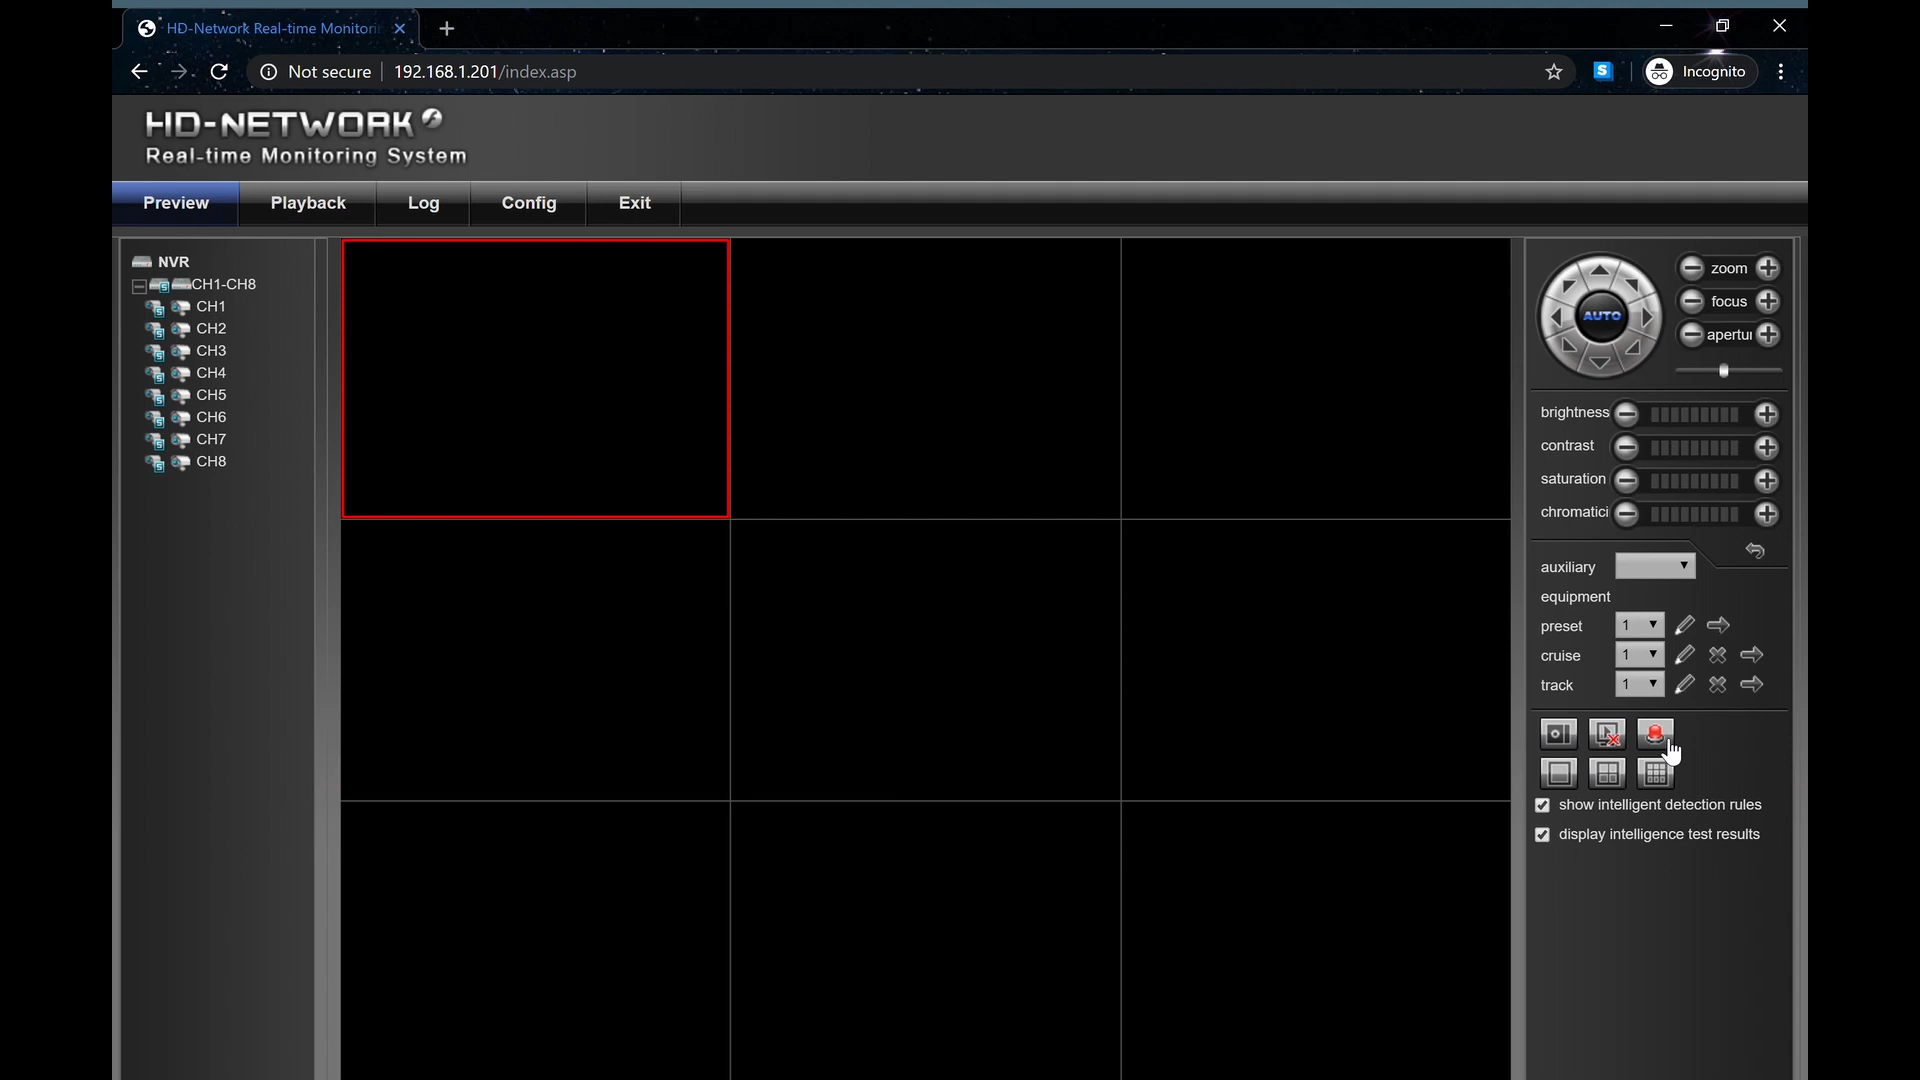 HD-Network Real-time Monitori
Not secure
192.168.1.201/index.asp
S
Incognito
HD-NETWORK
Real-time Monitoring System
Preview
Playback
Log
Config
Exit
NVR
CH1-CH8
CH1
CH2
CH3
CH4
CH5
CH6
CH7
CH8
AUTO
zoom
focus
apertu
brightness
contrast
saturation
chromatici
auxiliary
equipment
preset 1
cruise 1
track 1
show intelligent detection rules
display intelligence test results